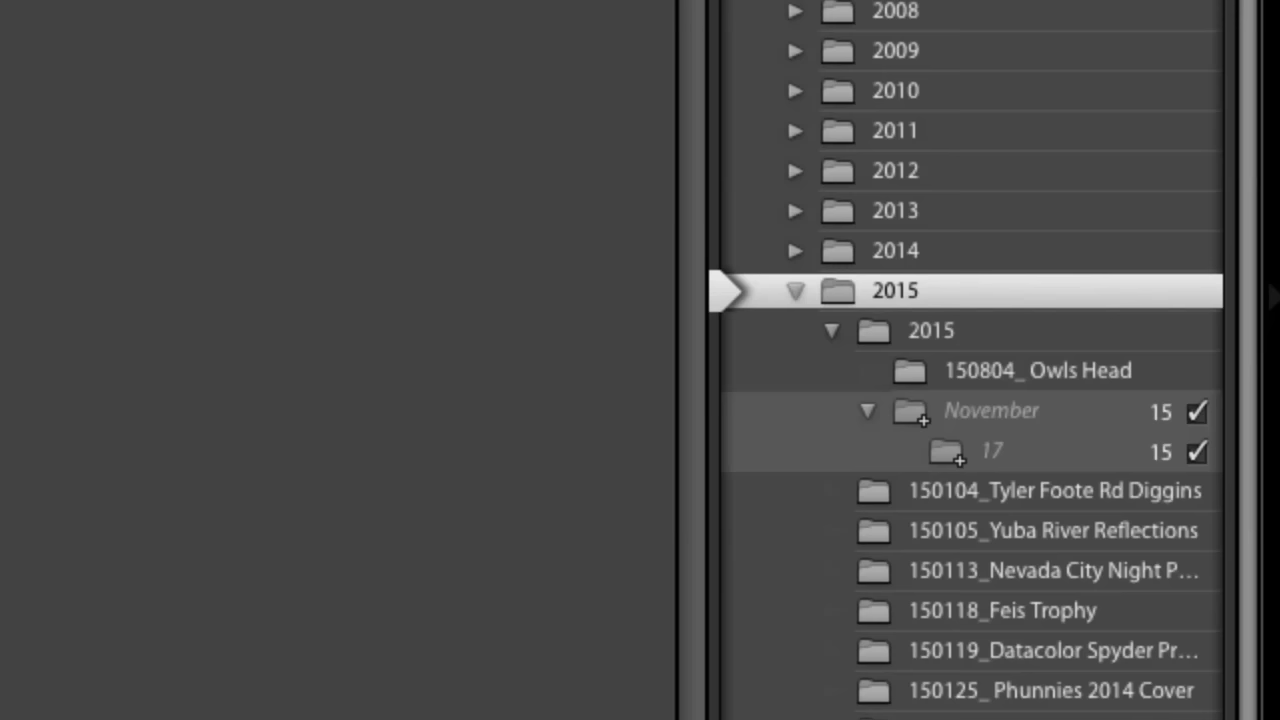 2008
2009
2010
2011
2012
2013
2014
2015
2015
150804_ Owls Head
November 15
17 15
150104_Tyler Foote Rd Diggins
150105_Yuba River Reflections
150113_Nevada City Night P...
150118_Feis Trophy
150119_Datacolor Spyder Pr...
150125_ Phunnies 2014 Cover